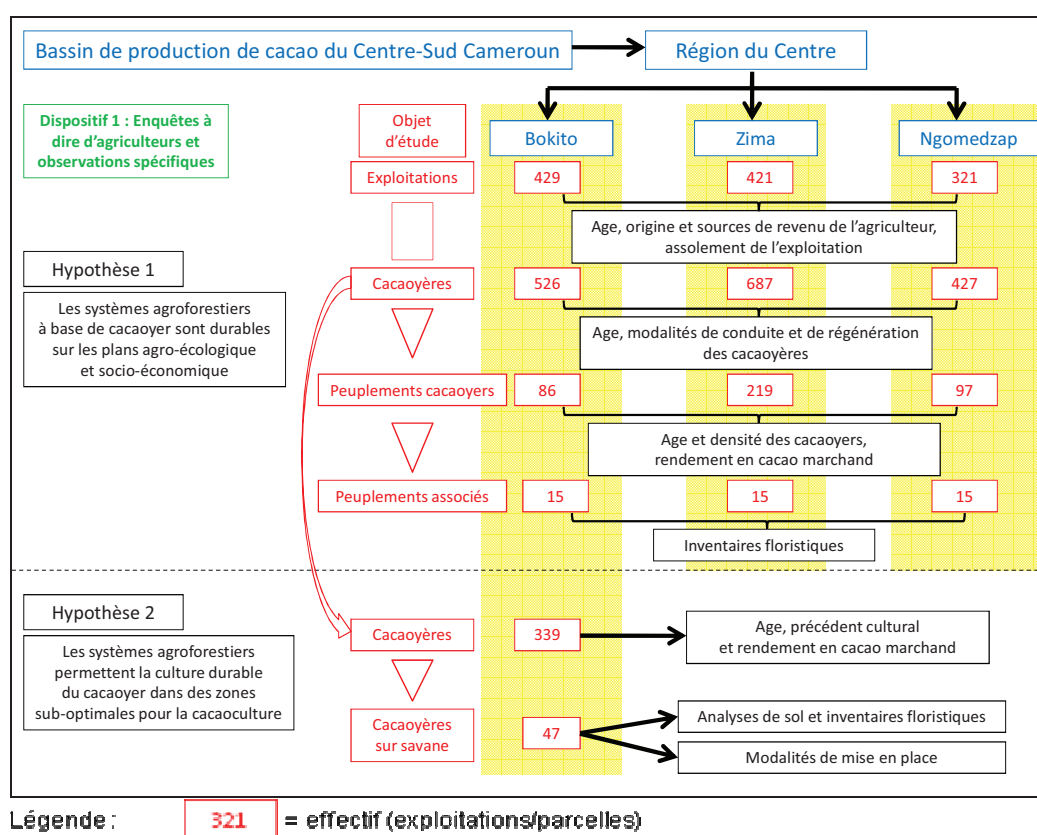 Bassin de production de cacao du Centre-Sud Cameroun
Région du Centre
Dispositif 1 : Enquêtes à
dire d'agriculteurs et
observations spécifiques
Objet
d'étude
Bokito
Zima
Ngomedzap
Exploitations
429
421
321
Age, origine et sources de revenu de l'agriculteur,
assolement de l'exploitation
Hypothèse 1
Les systèmes agroforestiers
à base de cacaoyer sont durables
sur les plans agro-écologique
et socio-économique
Cacaoyères
526
687
427
Age, modalités de conduite et de régénération
des cacaoyères
Peuplements cacaoyers
86
219
97
Age et densité des cacaoyers,
rendement en cacao marchand
Peuplements associés
15
15
15
Inventaires floristiques
Hypothèse 2
Les systèmes agroforestiers
permettent la culture durable
du cacaoyer dans des zones
sub-optimales pour la cacaoculture
Cacaoyères
339
Age, précédent cultural
et rendement en cacao marchand
Cacaoyères
sur savane
47
Analyses de sol et inventaires floristiques
Modalités de mise en place
Légende : 321 = effectif (exploitations/parcelles)